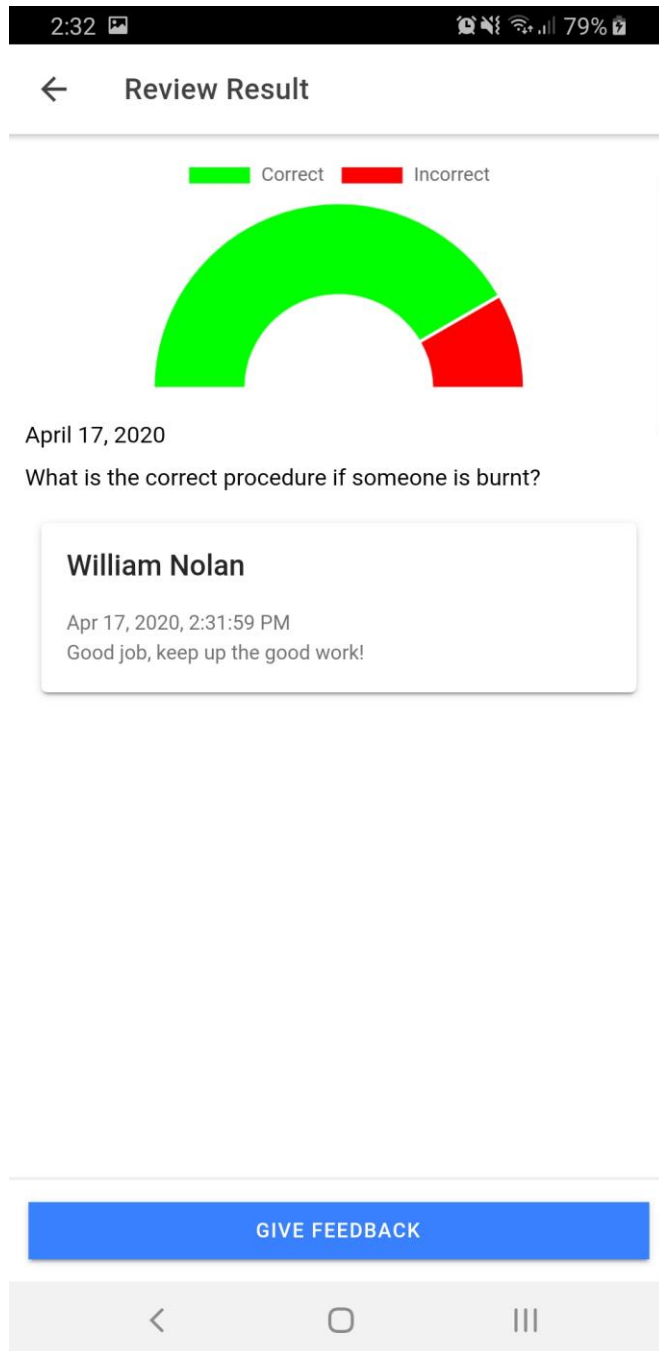 2:32 79%
Review Result
Correct Incorrect
April 17, 2020
What is the correct procedure if someone is burnt?
William Nolan
Apr 17, 2020, 2:31:59 PM
Good job, keep up the good work!
GIVE FEEDBACK